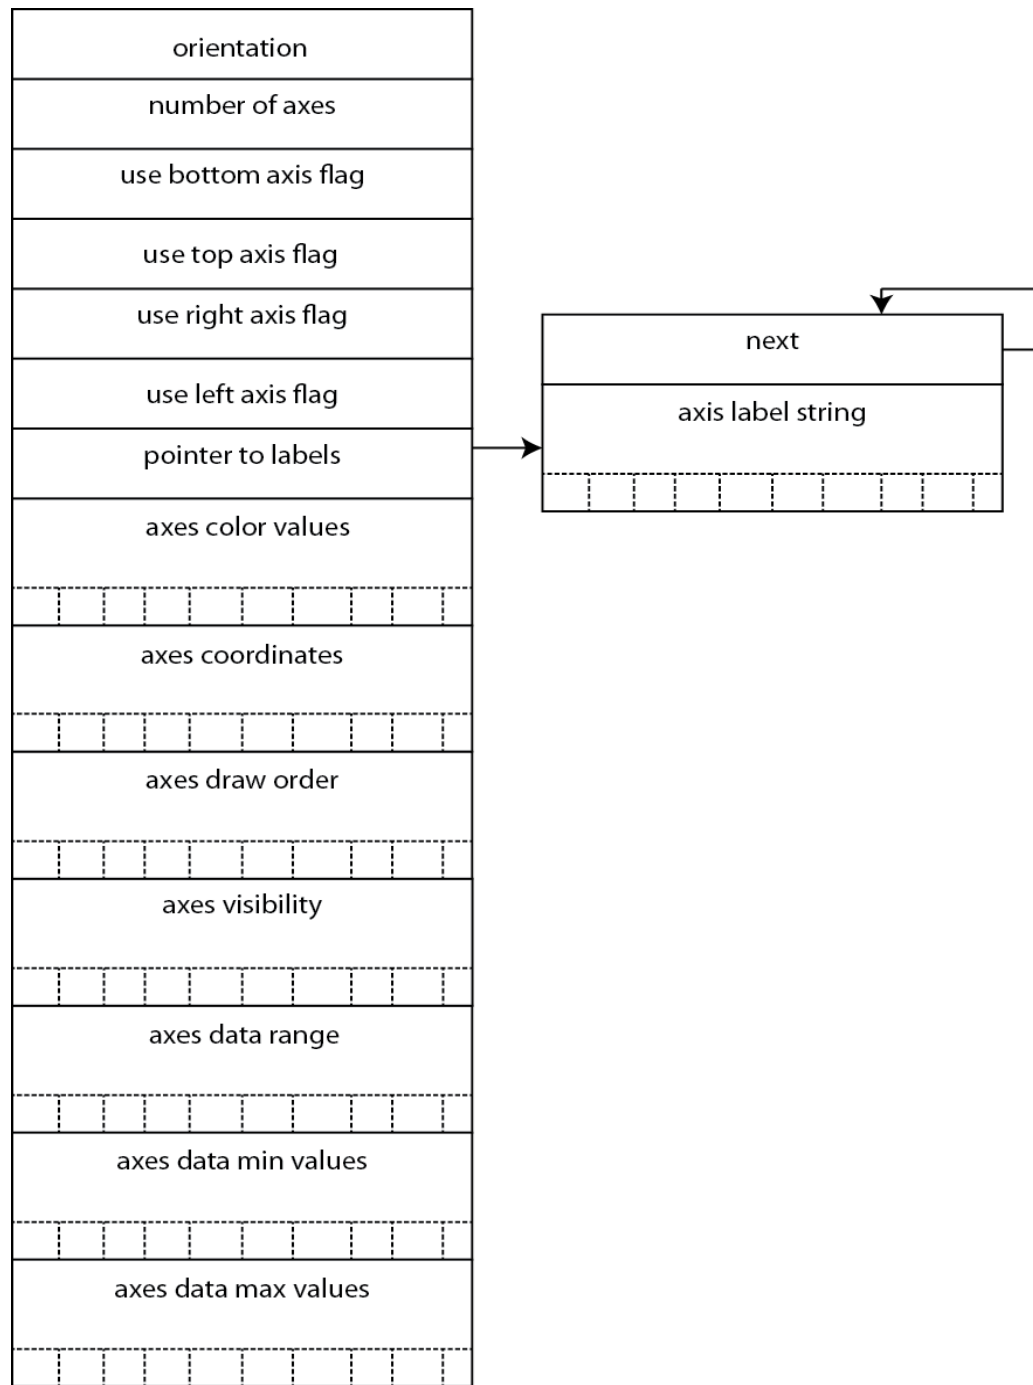 orientation
number of axes
use bottom axis flag
use top axis flag
use right axis flag
use left axis flag
pointer to labels
axes color values
axes coordinates
axes draw order
axes visibility
axes data range
axes data min values
axes data max values
next
axis label string